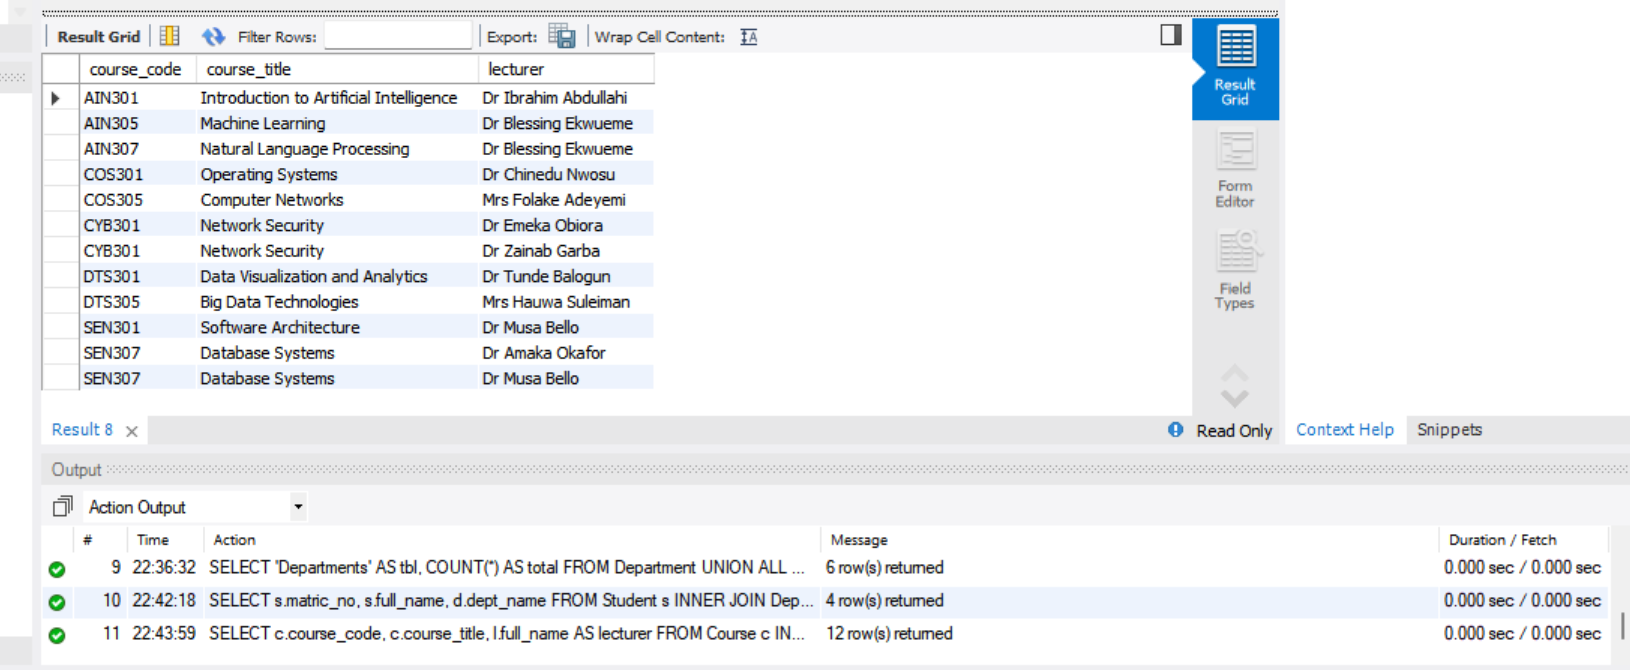 Result Grid Filter Rows: Export: Wrap Cell Content:
course_code course_title lecturer
AIN301 Introduction to Artificial Intelligence Dr Ibrahim Abdullahi
AIN305 Machine Learning Dr Blessing Ekwueme
AIN307 Natural Language Processing Dr Blessing Ekwueme
COS301 Operating Systems Dr Chinedu Nwosu
COS305 Computer Networks Mrs Folake Adeyemi
CYB301 Network Security Dr Emeka Obiora
CYB301 Network Security Dr Zainab Garba
DTS301 Data Visualization and Analytics Dr Tunde Balogun
DTS305 Big Data Technologies Mrs Hauwa Suleiman
SEN301 Software Architecture Dr Musa Bello
SEN307 Database Systems Dr Amaka Okafor
SEN307 Database Systems Dr Musa Bello
Result
Grid
Form
Editor
Field
Types
Result 8 Read Only Context Help Snippets
Output
Action Output
# Time Action Message Duration / Fetch
9 22:36:32 SELECT 'Departments' AS tbl, COUNT(*) AS total FROM Department UNION ALL ... 6 row(s) returned 0.000 sec / 0.000 sec
10 22:42:18 SELECT s.matric_no, s.full_name, d.dept_name FROM Student s INNER JOIN Dep... 4 row(s) returned 0.000 sec / 0.000 sec
11 22:43:59 SELECT c.course_code, c.course_title, l.full_name AS lecturer FROM Course c IN... 12 row(s) returned 0.000 sec / 0.000 sec